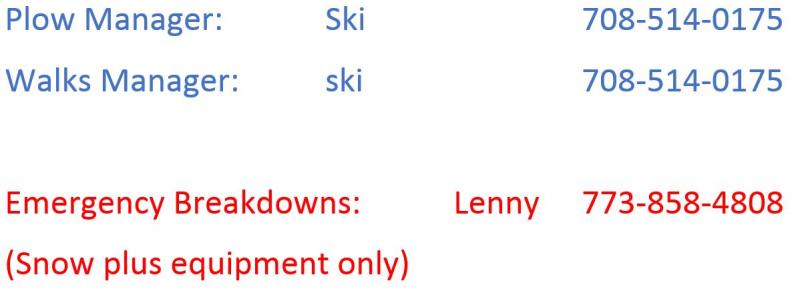 Plow Manager: Ski 708-514-0175
Walks Manager: ski 708-514-0175
Emergency Breakdowns: Lenny 773-858-4808
(Snow plus equipment only)